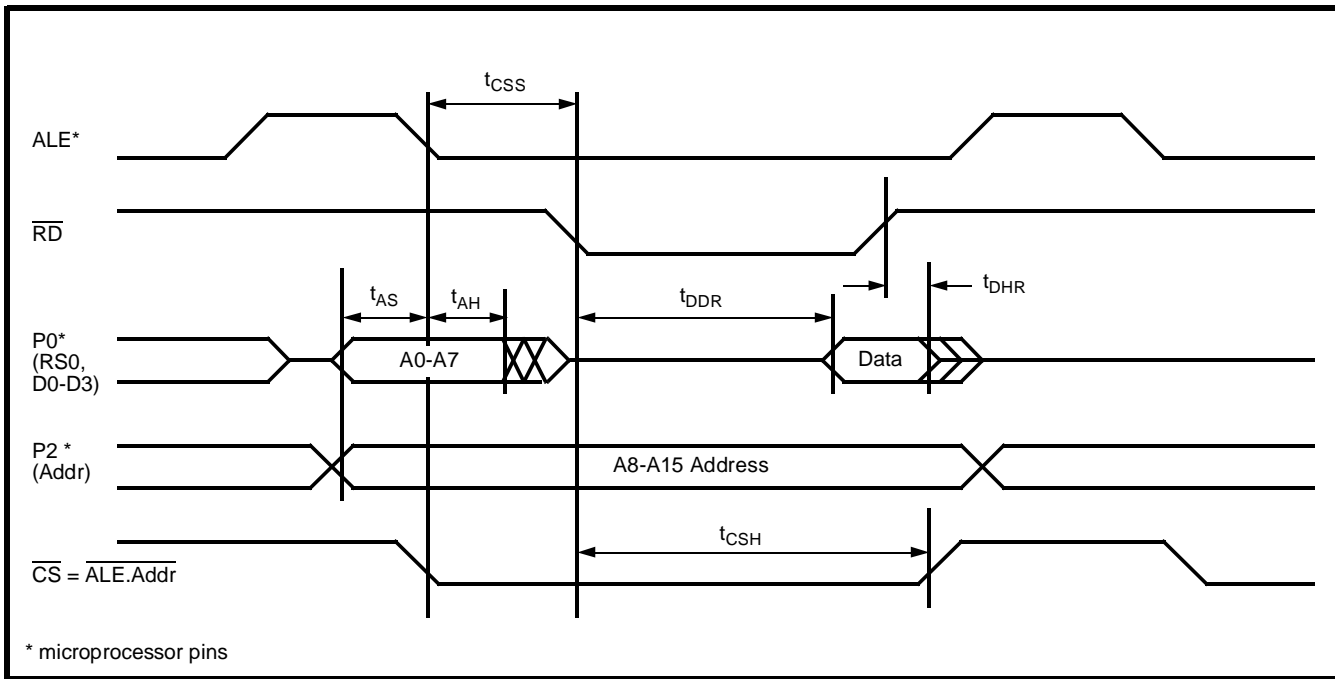 tCSS
ALE*
RD
tAS
tAH
tDDR
tDHR
P0*
(RS0,
D0-D3)
A0-A7
Data
P2 *
(Addr)
A8-A15 Address
tCSH
CS = ALE.Addr
* microprocessor pins